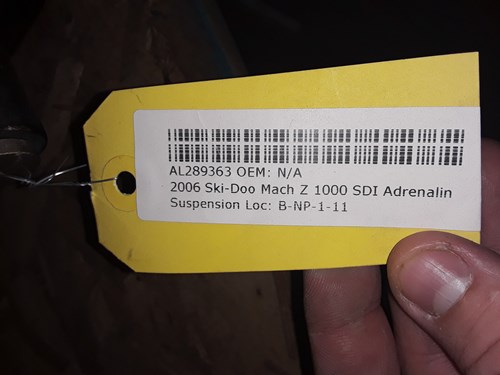 AL289363 OEM: N/A
2006 Ski-Doo Mach Z 1000 SDI Adrenalin
Suspension Loc: B-NP-1-11